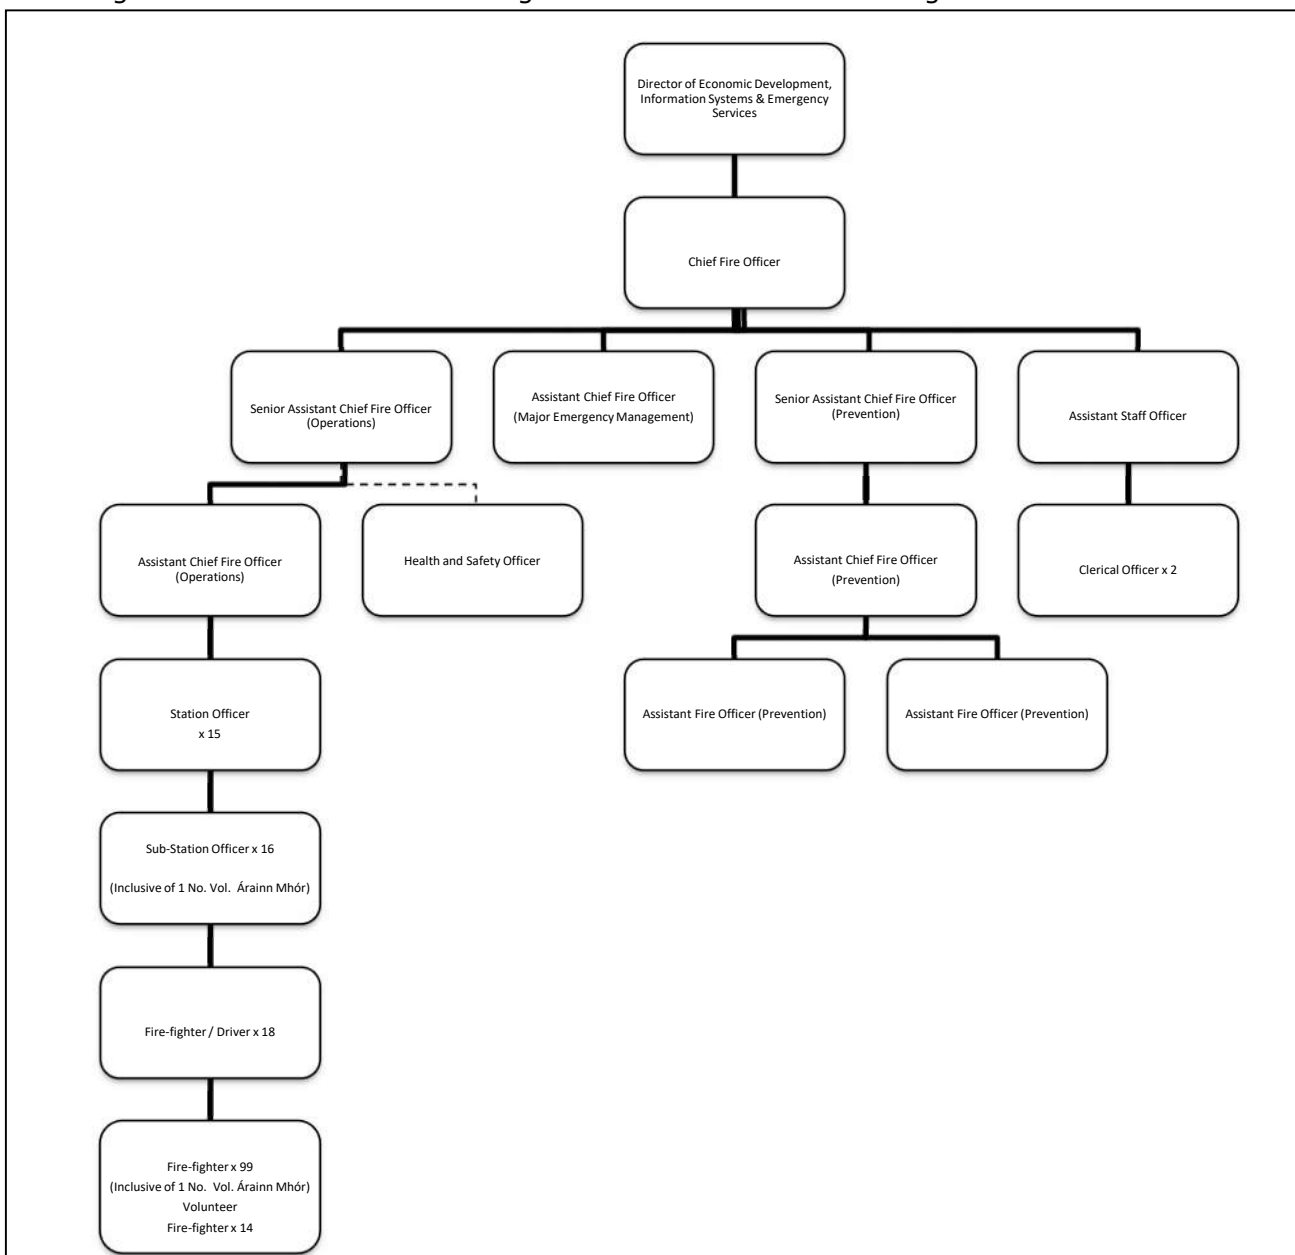 Director of Economic Development,
Information Systems & Emergency
Services
Chief Fire Officer
Senior Assistant Chief Fire Officer
(Operations)
Assistant Chief Fire Officer
(Major Emergency Management)
Senior Assistant Chief Fire Officer
(Prevention)
Assistant Staff Officer
Assistant Chief Fire Officer
(Operations)
Health and Safety Officer
Assistant Chief Fire Officer
(Prevention)
Clerical Officer x 2
Station Officer
x 15
Assistant Fire Officer (Prevention)
Assistant Fire Officer (Prevention)
Sub-Station Officer x 16
(Inclusive of 1 No. Vol. Árainn Mhór)
Fire-fighter / Driver x 18
Fire-fighter x 99
(Inclusive of 1 No. Vol. Árainn Mhór)
Volunteer
Fire-fighter x 14